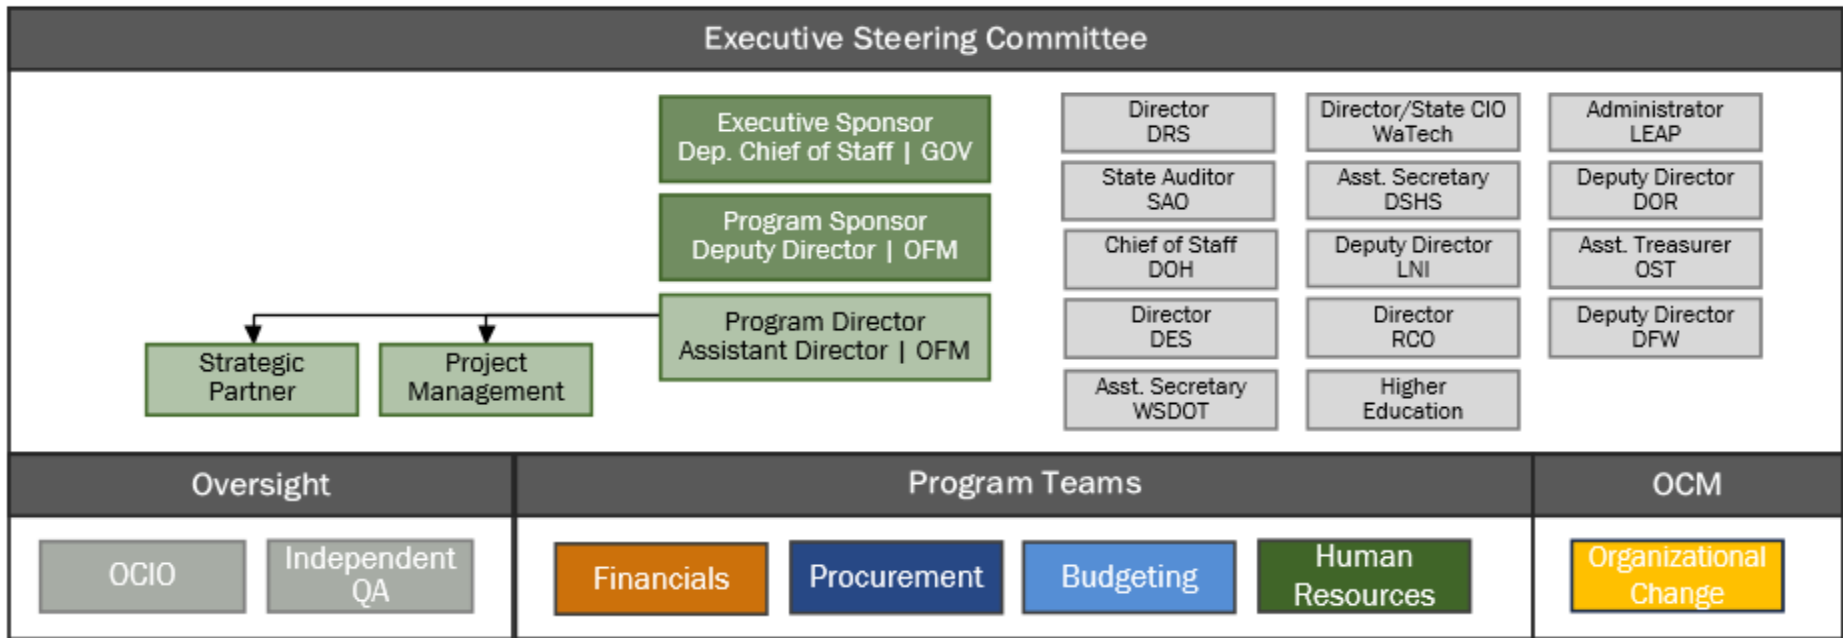 Executive Steering Committee
Executive Sponsor
Dep. Chief of Staff | GOV
Program Sponsor
Deputy Director | OFM
Program Director
Assistant Director | OFM
Strategic
Partner
Project
Management
Director
DRS
Director/State CIO
WaTech
Administrator
LEAP
State Auditor
SAO
Asst. Secretary
DSHS
Deputy Director
DOR
Chief of Staff
DOH
Deputy Director
LNI
Asst. Treasurer
OST
Director
DES
Director
RCO
Deputy Director
DFW
Asst. Secretary
WSDOT
Higher
Education
Oversight
Program Teams
OCM
OCIO
Independent
QA
Financials
Procurement
Budgeting
Human
Resources
Organizational
Change